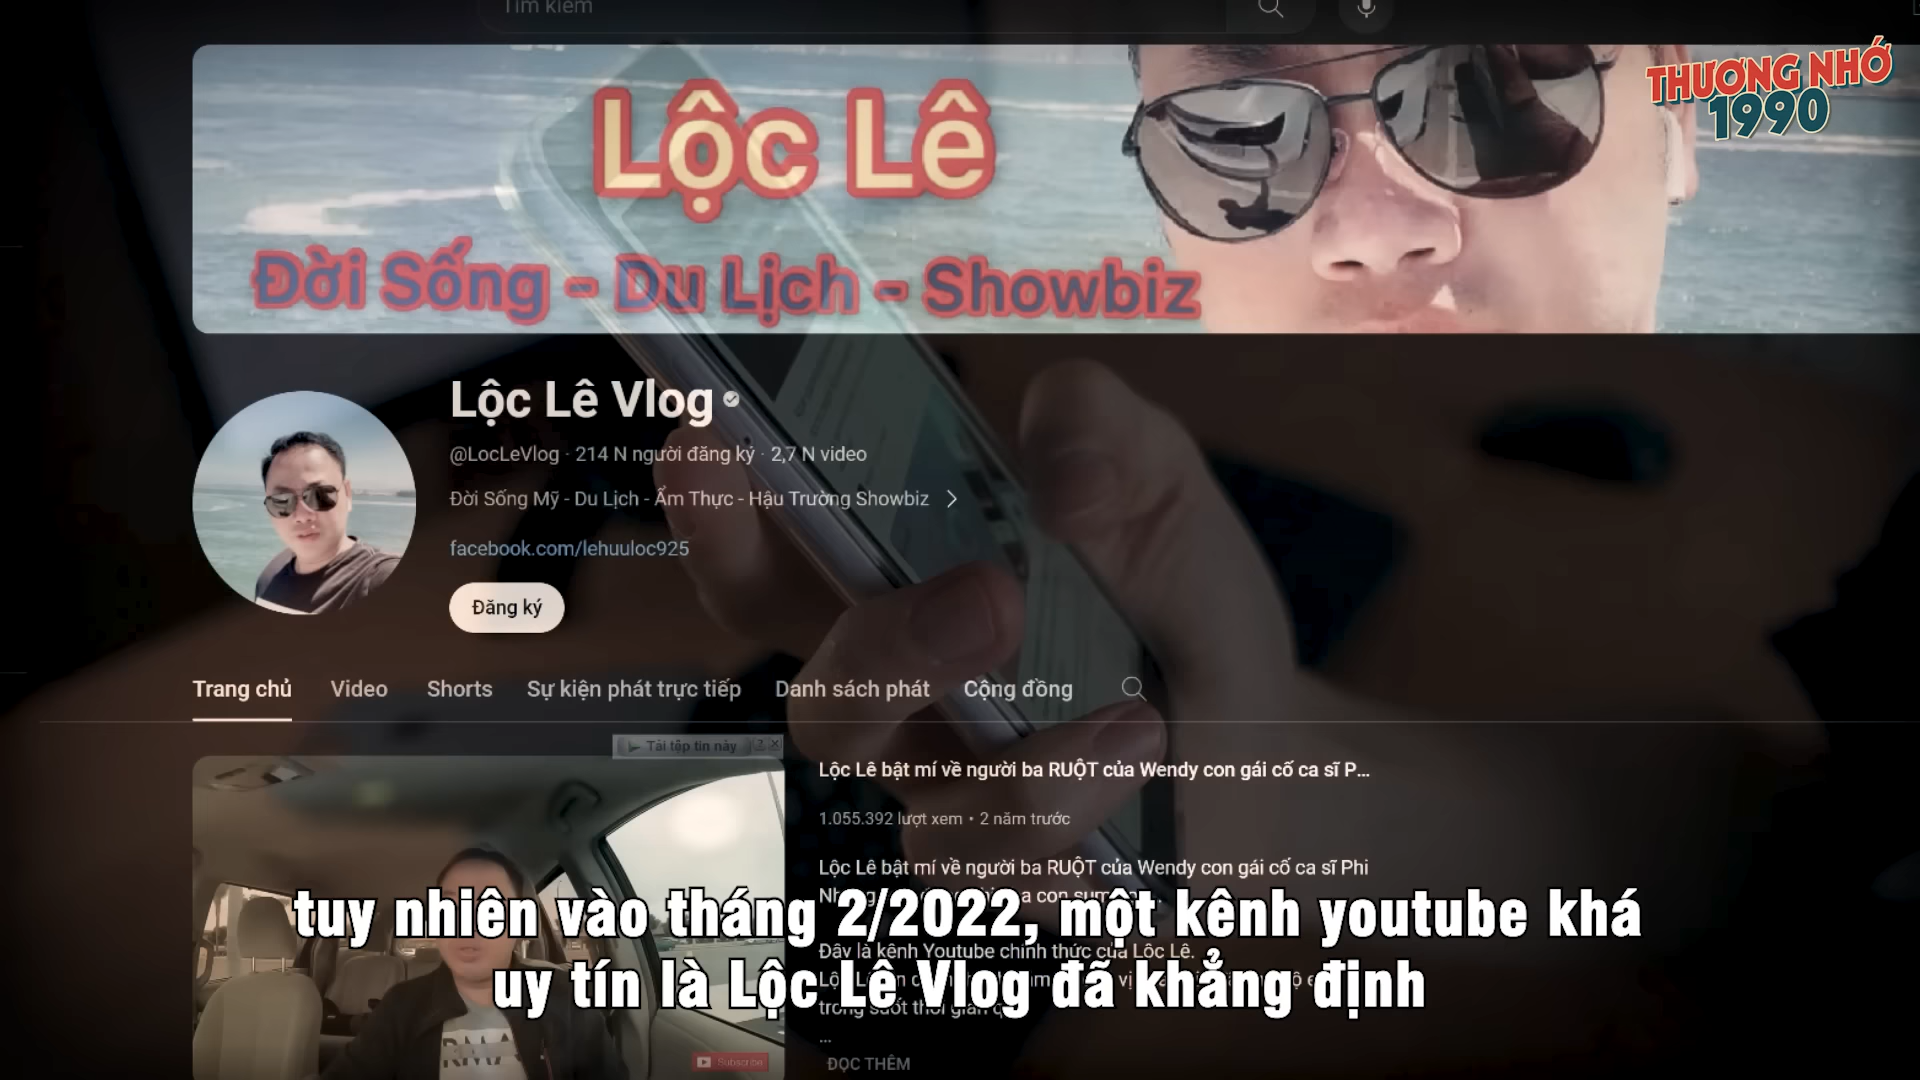 Tìm kiếm
THƯƠNG NHỚ
1990
Lộc Lê
Đời Sống - Du Lịch - Showbiz
Lộc Lê Vlog
@LocLeVlog · 214 N người đăng ký · 2,7 N video
Đời Sống Mỹ - Du Lịch - Ẩm Thực - Hậu Trường Showbiz
facebook.com/lehuuloc925
Đăng ký
Trang chủ Video Shorts Sự kiện phát trực tiếp Danh sách phát Cộng đồng
Tải tệp tin này ? X
Lộc Lê bật mí về người ba RUỘT của Wendy con gái cố ca sĩ P...
1.055.392 lượt xem • 2 năm trước
Lộc Lê bật mí về người ba RUỘT của Wendy con gái cố ca sĩ Phi
tuy nhiên vào tháng 2/2022, một kênh youtube khá
Đây là kênh Youtube chính thức của Lộc Lê.
uy tín là Lộc Lê Vlog đã khẳng định
trong suốt thời gian
...
Subscribe
ĐỌC THÊM